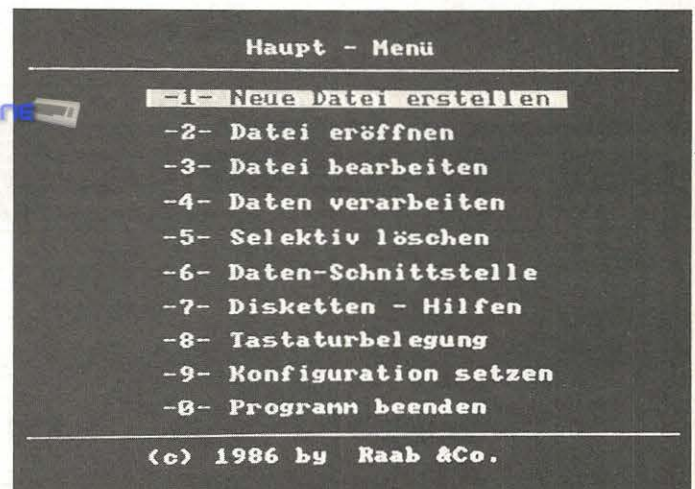 Haupt - Menü
-1- Neue Datei erstellen
-2- Datei eröffnen
-3- Datei bearbeiten
-4- Daten verarbeiten
-5- Selektiv löschen
-6- Daten-Schnittstelle
-7- Disketten - Hilfen
-8- Tastaturbelegung
-9- Konfiguration setzen
-0- Programm beenden
(c) 1986 by Raab &Co.